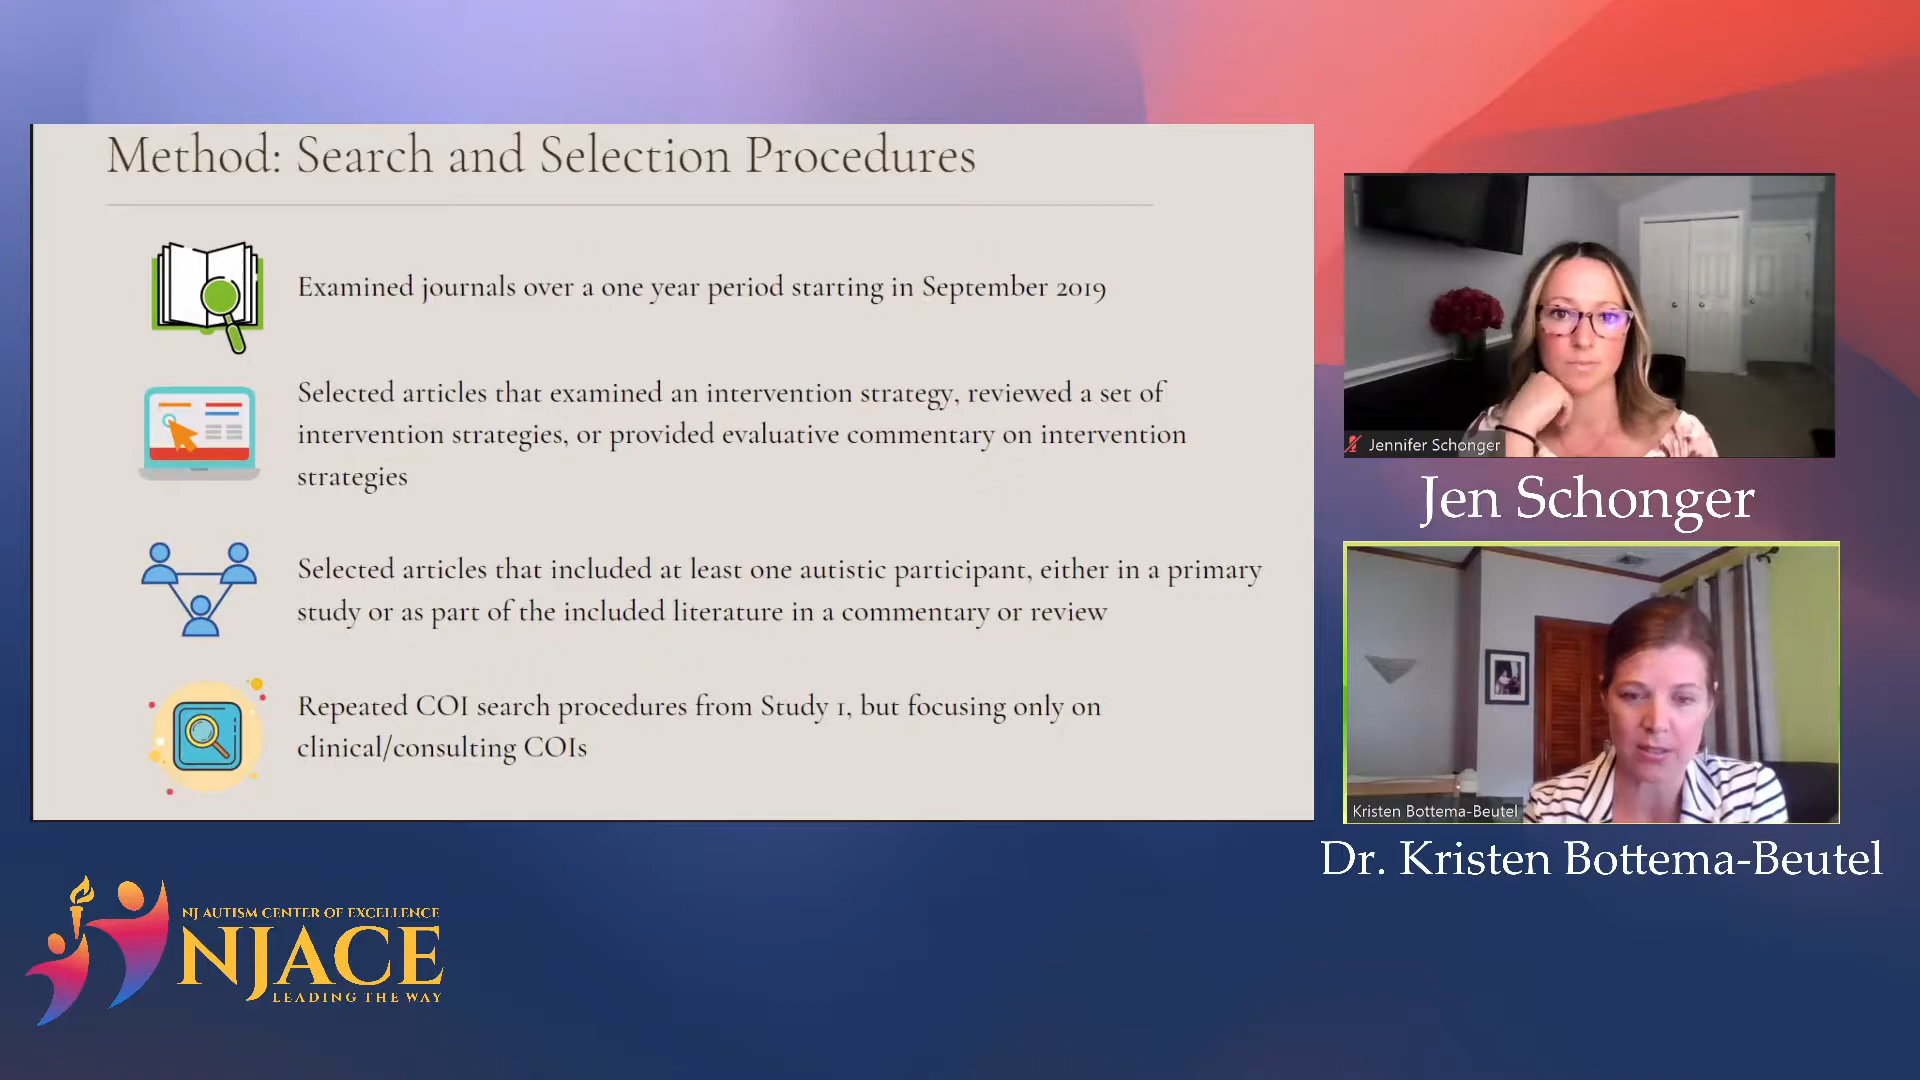 Method: Search and Selection Procedures
Examined journals over a one year period starting in September 2019
Selected articles that examined an intervention strategy, reviewed a set of
intervention strategies, or provided evaluative commentary on intervention
strategies
Selected articles that included at least one autistic participant, either in a primary
study or as part of the included literature in a commentary or review
Repeated COI search procedures from Study 1, but focusing only on
clinical/consulting COIs
Jennifer Schonger
Jen Schonger
Kristen Bottema-Beutel
Dr. Kristen Bottema-Beutel
NJ AUTISM CENTER OF EXCELLENCE
NJACE
LEADING THE WAY